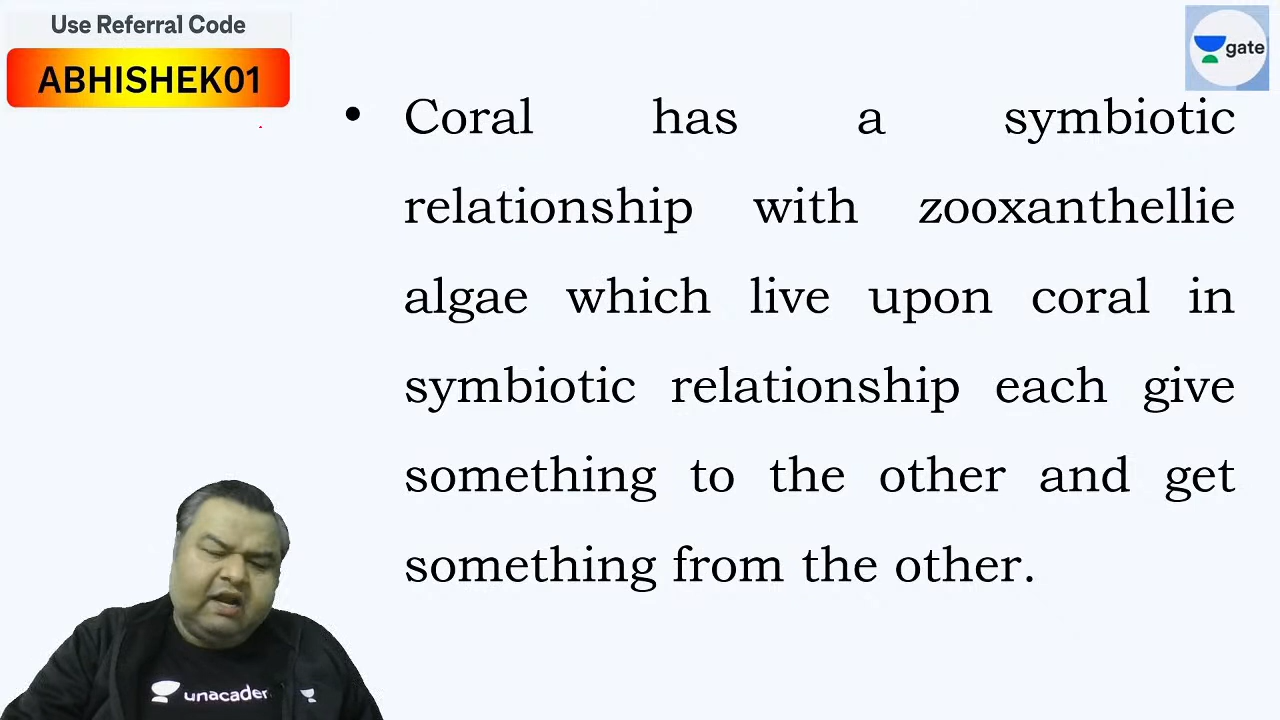 Use Referral Code
ABHISHEK01
gate
• Coral has a symbiotic
relationship with zooxanthellie
algae which live upon coral in
symbiotic relationship each give
something to the other and get
something from the other.
unacader